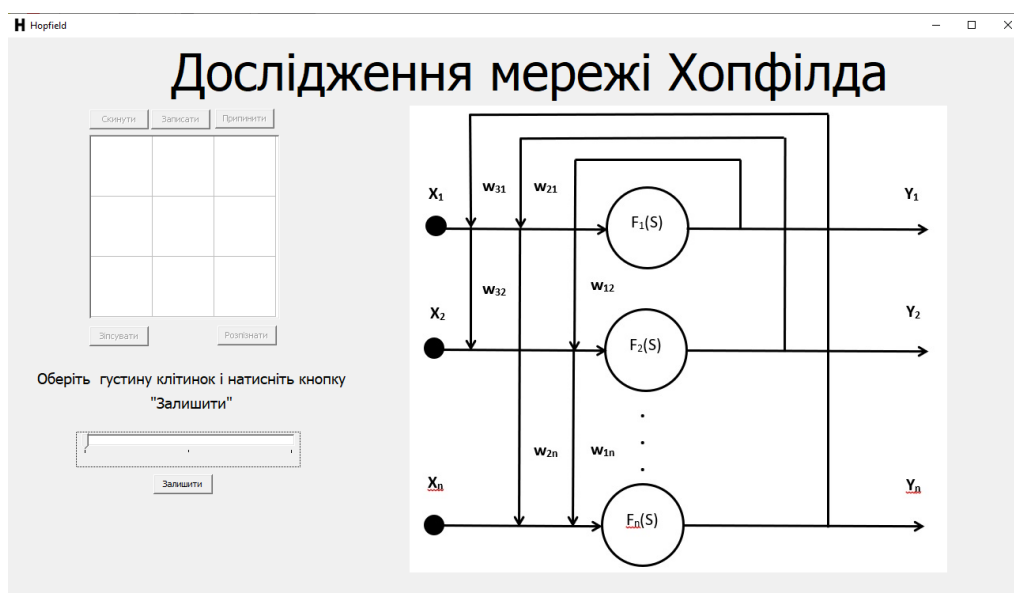 Hopfield
Дослідження мережі Хопфілда
Скинути Записати Припинити
Зіпсувати Розпізнати
Оберіть густину клітинок і натисніть кнопку
"Залишити"
Залишити
X1 w31 w21 F1(S) Y1
w32 w12
X2 F2(S) Y2
w2n w1n
Xn Fn(S) Yn